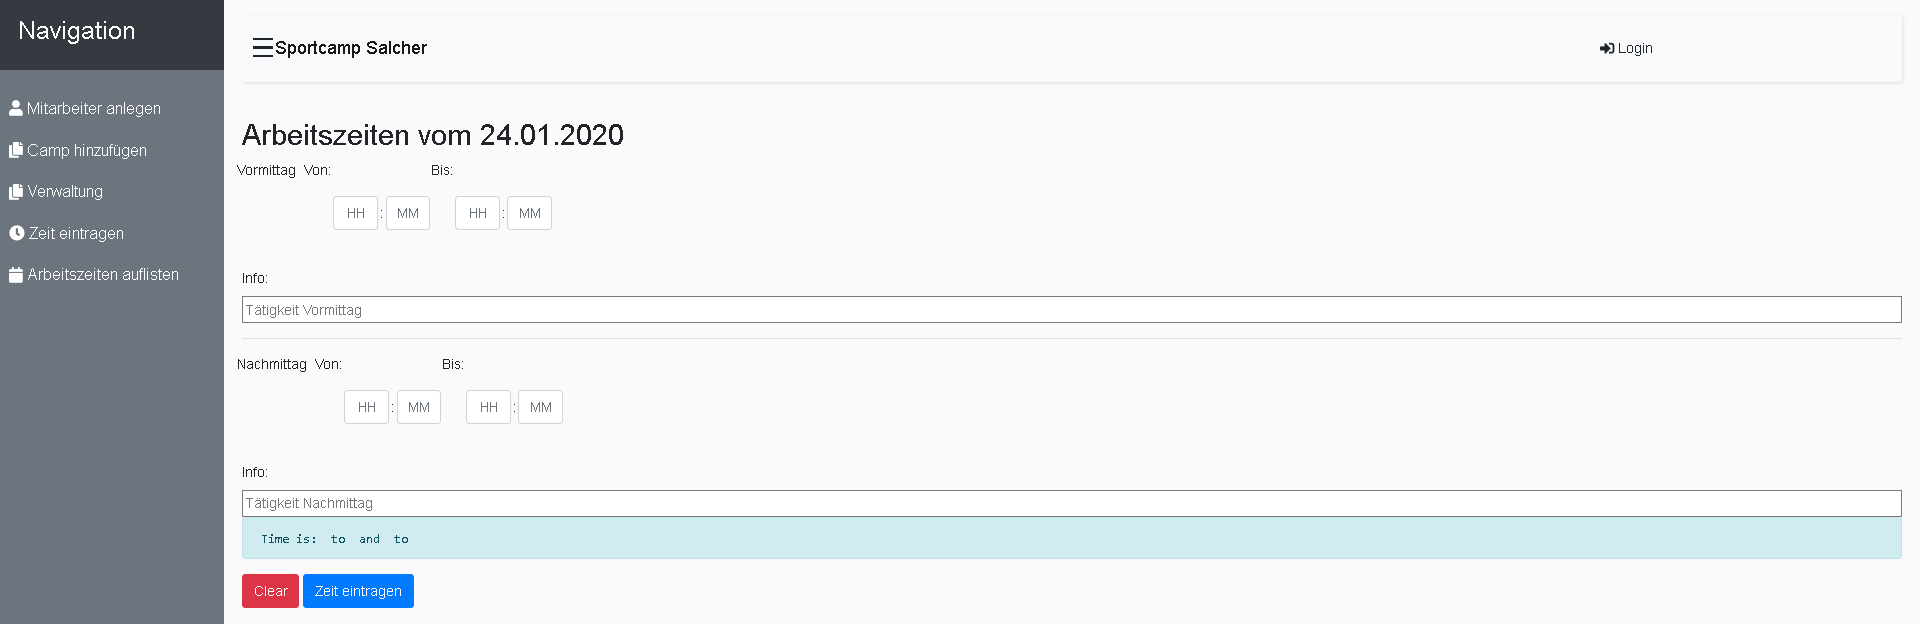 Navigation
Mitarbeiter anlegen
Camp hinzufügen
Verwaltung
Zeit eintragen
Arbeitszeiten auflisten
Sportcamp Salcher
Login
Arbeitszeiten vom 24.01.2020
Vormittag Von: Bis:
HH : MM HH : MM
Info:
Tätigkeit Vormittag
Nachmittag Von: Bis:
HH : MM HH : MM
Info:
Tätigkeit Nachmittag
Time is: to and to
Clear Zeit eintragen